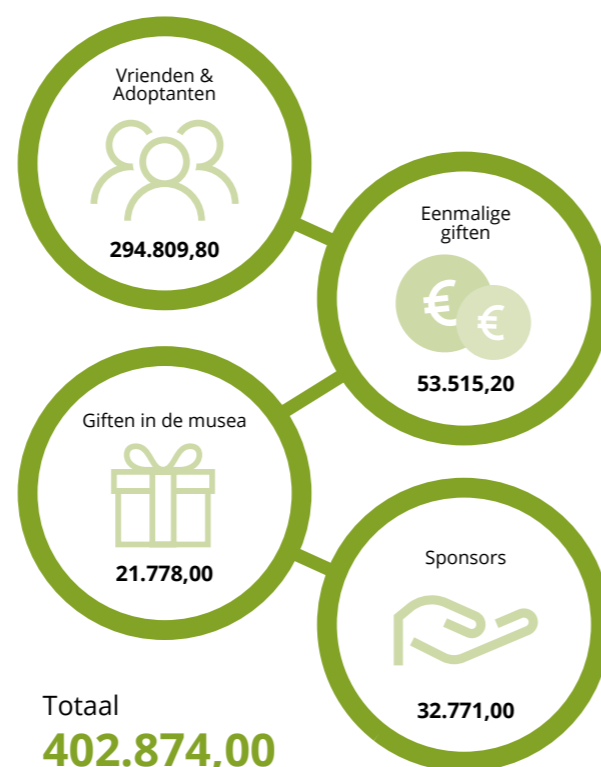 Vrienden &
Adoptanten
294.809,80
Eenmalige
giften
€
€
53.515,20
Giften in de musea
21.778,00
Sponsors
32.771,00
Totaal
402.874,00